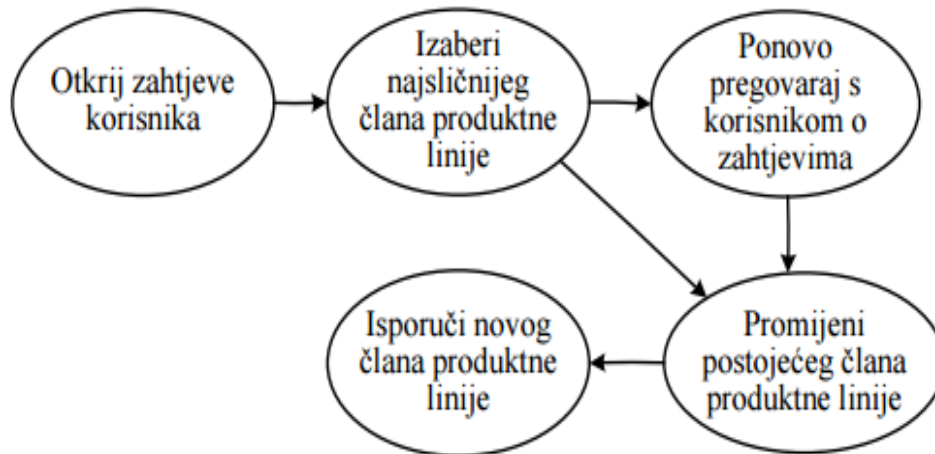 Otkrij zahtjeve
korisnika
Izaberi
najsličnijeg
člana produktne
linije
Ponovo
pregovaraj s
korisnikom o
zahtjevima
Isporuči novog
člana produktne
linije
Promijeni
postojećeg člana
produktne linije